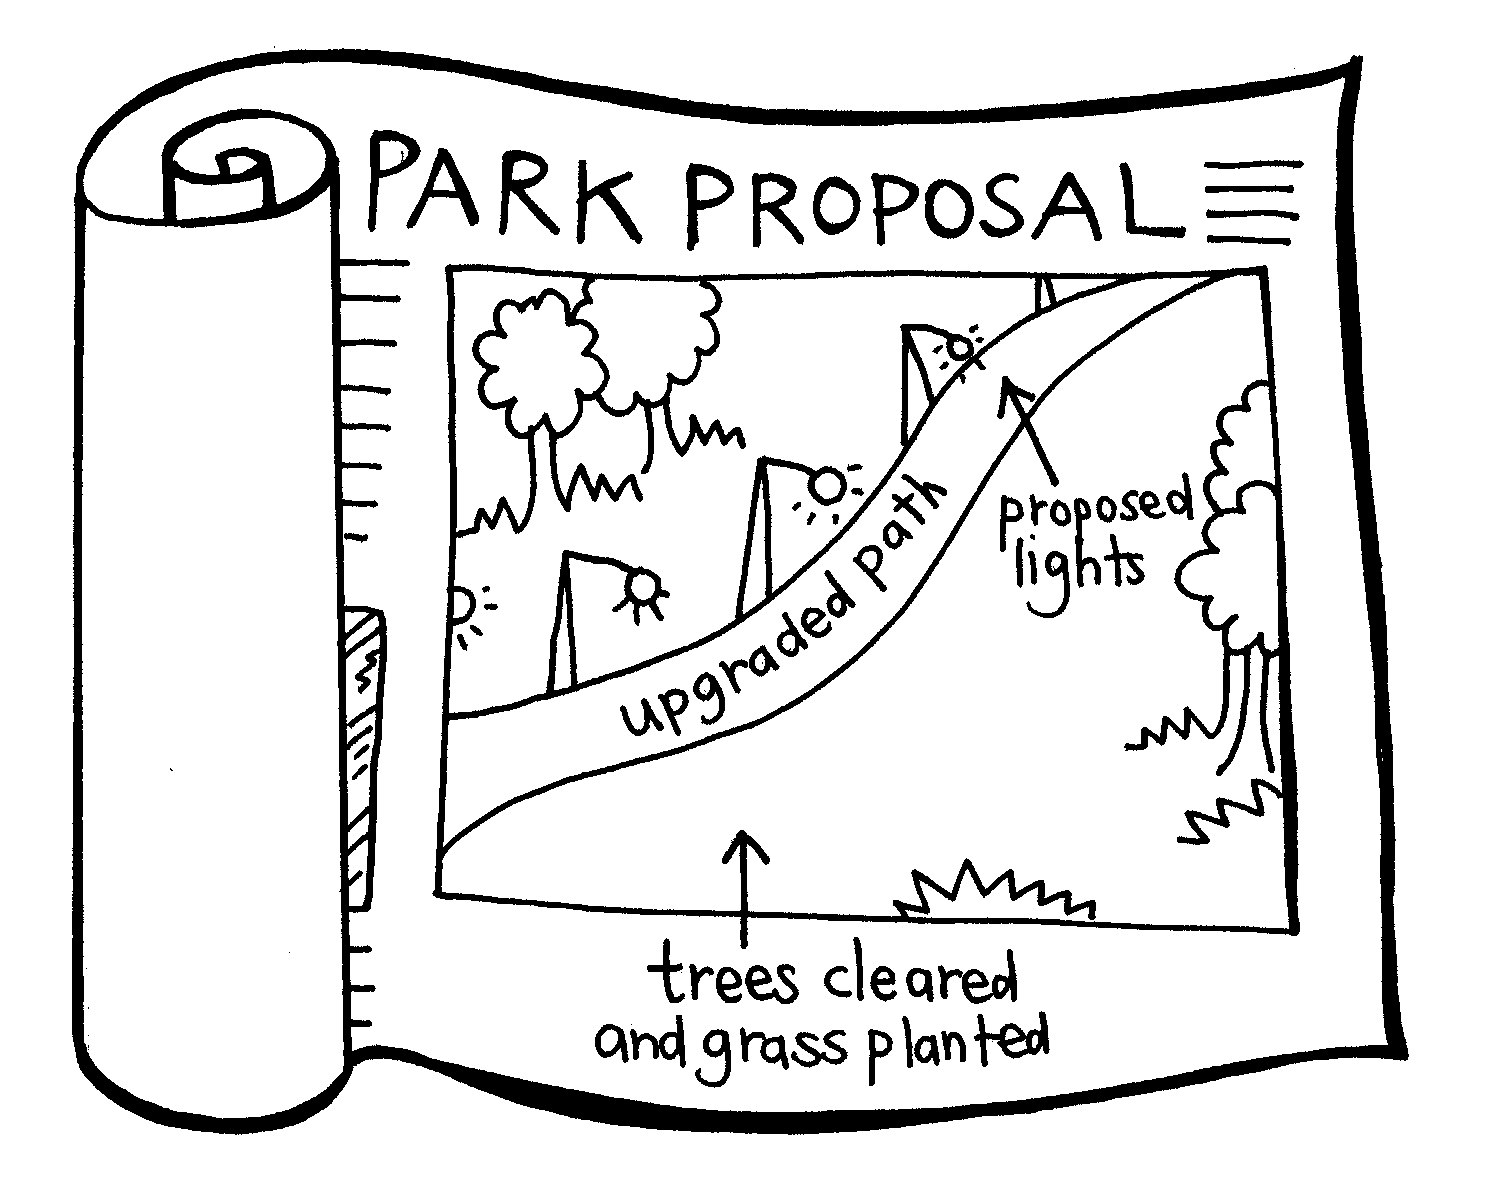 PARK PROPOSAL
upgraded path
proposed
lights
trees cleared
and grass planted